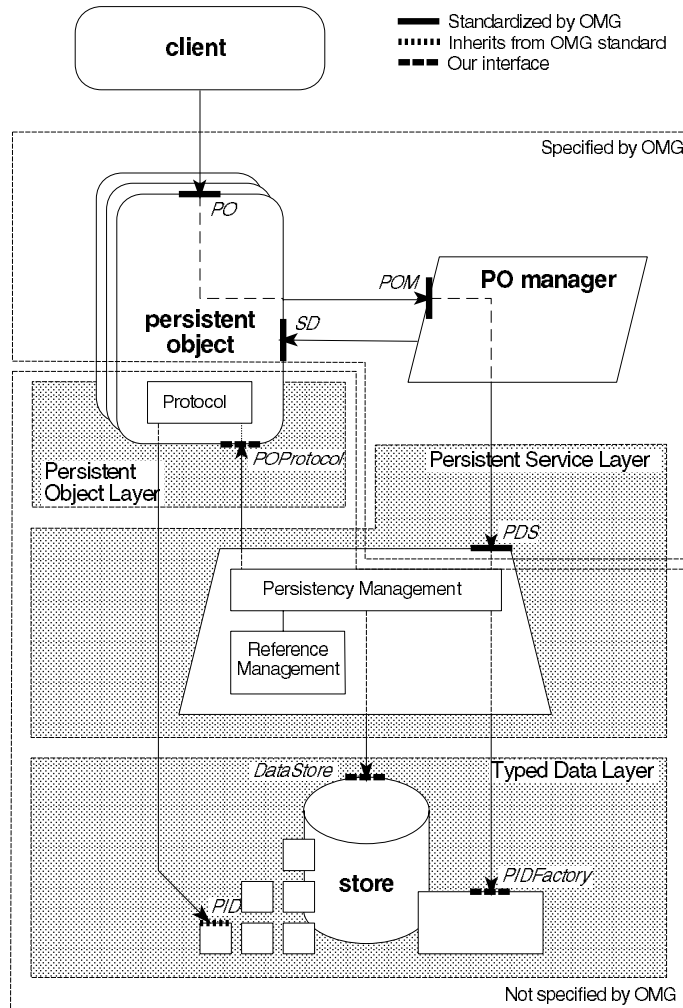 client
Standardized by OMG
Inherits from OMG standard
Our interface
Specified by OMG
PO
POM
PO manager
persistent
object
SD
Protocol
POProtocol
Persistent
Object Layer
Persistent Service Layer
PDS
Persistency Management
Reference
Management
DataStore
Typed Data Layer
store
PIDFactory
PID
Not specified by OMG